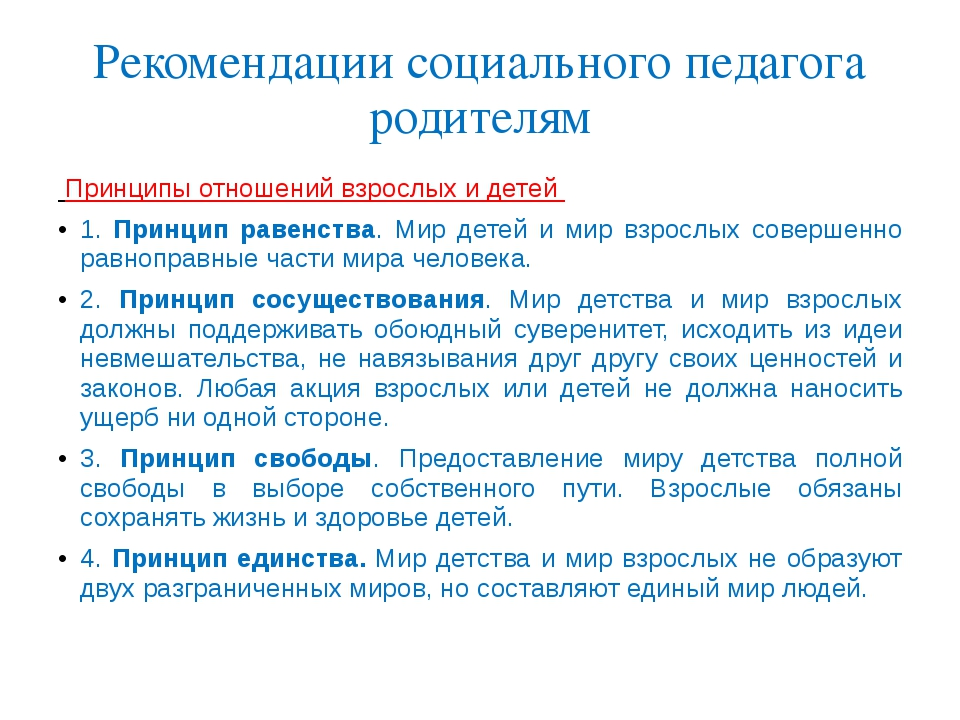 Рекомендации социального педагога
родителям
Принципы отношений взрослых и детей
• 1. Принцип равенства. Мир детей и мир взрослых совершенно
равноправные части мира человека.
• 2. Принцип сосуществования. Мир детства и мир взрослых
должны поддерживать обоюдный суверенитет, исходить из идеи
невмешательства, не навязывания друг другу своих ценностей и
законов. Любая акция взрослых или детей не должна наносить
ущерб ни одной стороне.
• 3. Принцип свободы. Предоставление миру детства полной
свободы в выборе собственного пути. Взрослые обязаны
сохранять жизнь и здоровье детей.
• 4. Принцип единства. Мир детства и мир взрослых не образуют
двух разграниченных миров, но составляют единый мир людей.